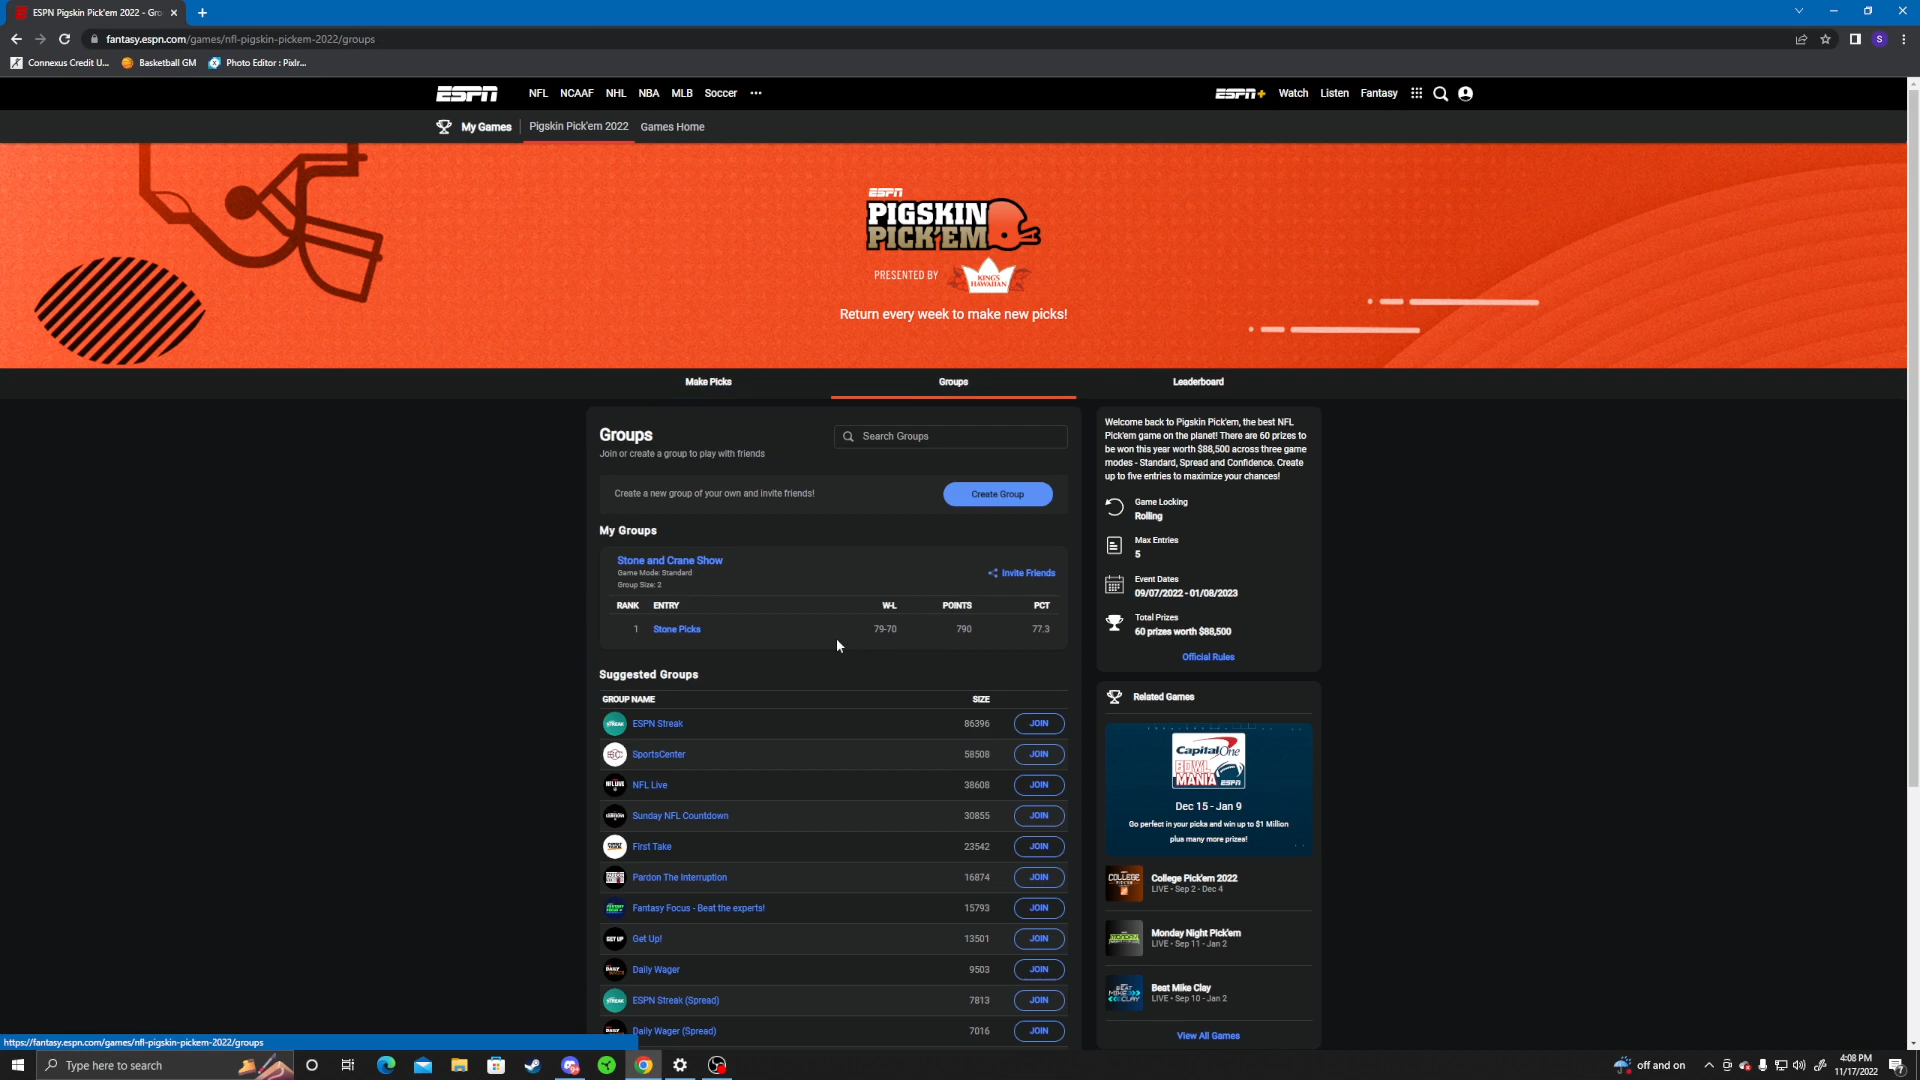 ESPN Pigskin Pick'em 2022 - Gro
fantasy.espn.com/games/nfl-pigskin-pickem-2022/groups
S
Connexus Credit U...
Basketball GM
Photo Editor : Pixlr...
ESPN
NFL
NCAAF
NHL
NBA
MLB
Soccer
ESPN+
Watch
Listen
Fantasy
My Games
Pigskin Pick'em 2022
Games Home
ESPN
PIGSKIN
PICK'EM
PRESENTED BY
KING'S
HAWAIIAN
Return every week to make new picks!
Make Picks
Groups
Leaderboard
Groups
Join or create a group to play with friends
Search Groups
Create a new group of your own and invite friends!
Create Group
My Groups
Stone and Crane Show
Game Mode: Standard
Group Size: 2
Invite Friends
RANK ENTRY W-L POINTS PCT
1 Stone Picks 79-70 790 77.3
Suggested Groups
GROUP NAME SIZE
ESPN Streak 86396 JOIN
SportsCenter 58508 JOIN
NFL Live 38608 JOIN
Sunday NFL Countdown 30855 JOIN
First Take 23542 JOIN
Pardon The Interruption 16874 JOIN
Fantasy Focus - Beat the experts! 15793 JOIN
Get Up! 13501 JOIN
Daily Wager 9503 JOIN
ESPN Streak (Spread) 7813 JOIN
Daily Wager (Spread) 7016 JOIN
Welcome back to Pigskin Pick'em, the best NFL
Pick'em game on the planet! There are 60 prizes to
be won this year worth $88,500 across three game
modes - Standard, Spread and Confidence. Create
up to five entries to maximize your chances!
Game Locking
Rolling
Max Entries
5
Event Dates
09/07/2022 - 01/08/2023
Total Prizes
60 prizes worth $88,500
Official Rules
Related Games
Capital One
BOWL
MANIA ESPN
Dec 15 - Jan 9
Go perfect in your picks and win up to $1 Million
plus many more prizes!
College Pick'em 2022
LIVE • Sep 2 - Dec 4
Monday Night Pick'em
LIVE • Sep 11 - Jan 2
Beat Mike Clay
LIVE • Sep 10 - Jan 2
View All Games
https://fantasy.espn.com/games/nfl-pigskin-pickem-2022/groups
Type here to search
off and on
4:08 PM
11/17/2022
7